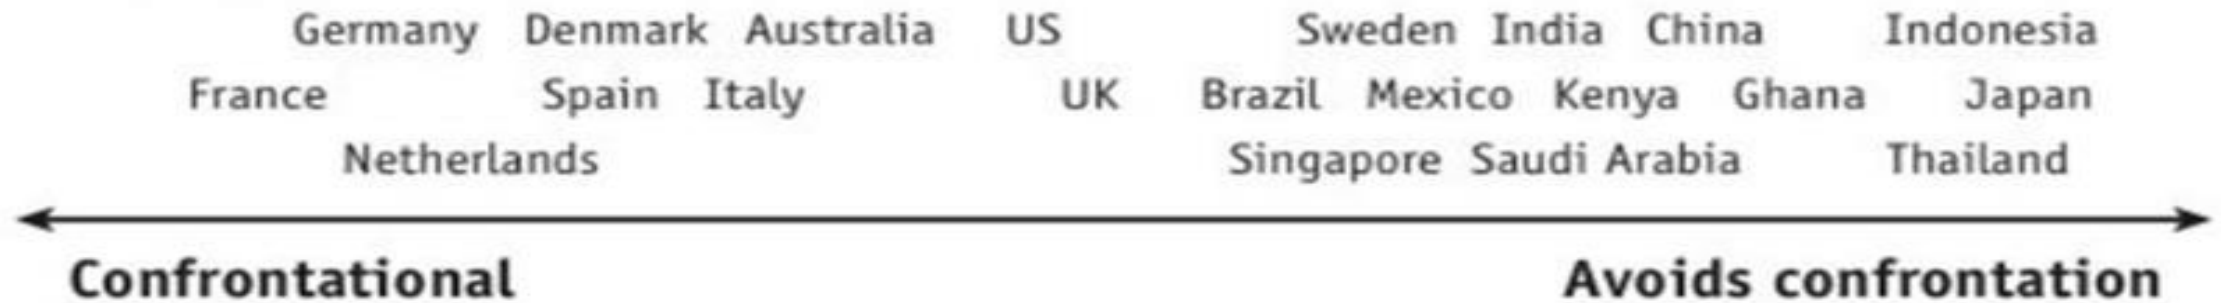 Germany Denmark Australia US Sweden India China Indonesia
France Spain Italy UK Brazil Mexico Kenya Ghana Japan
Netherlands Singapore Saudi Arabia Thailand
Confrontational Avoids confrontation